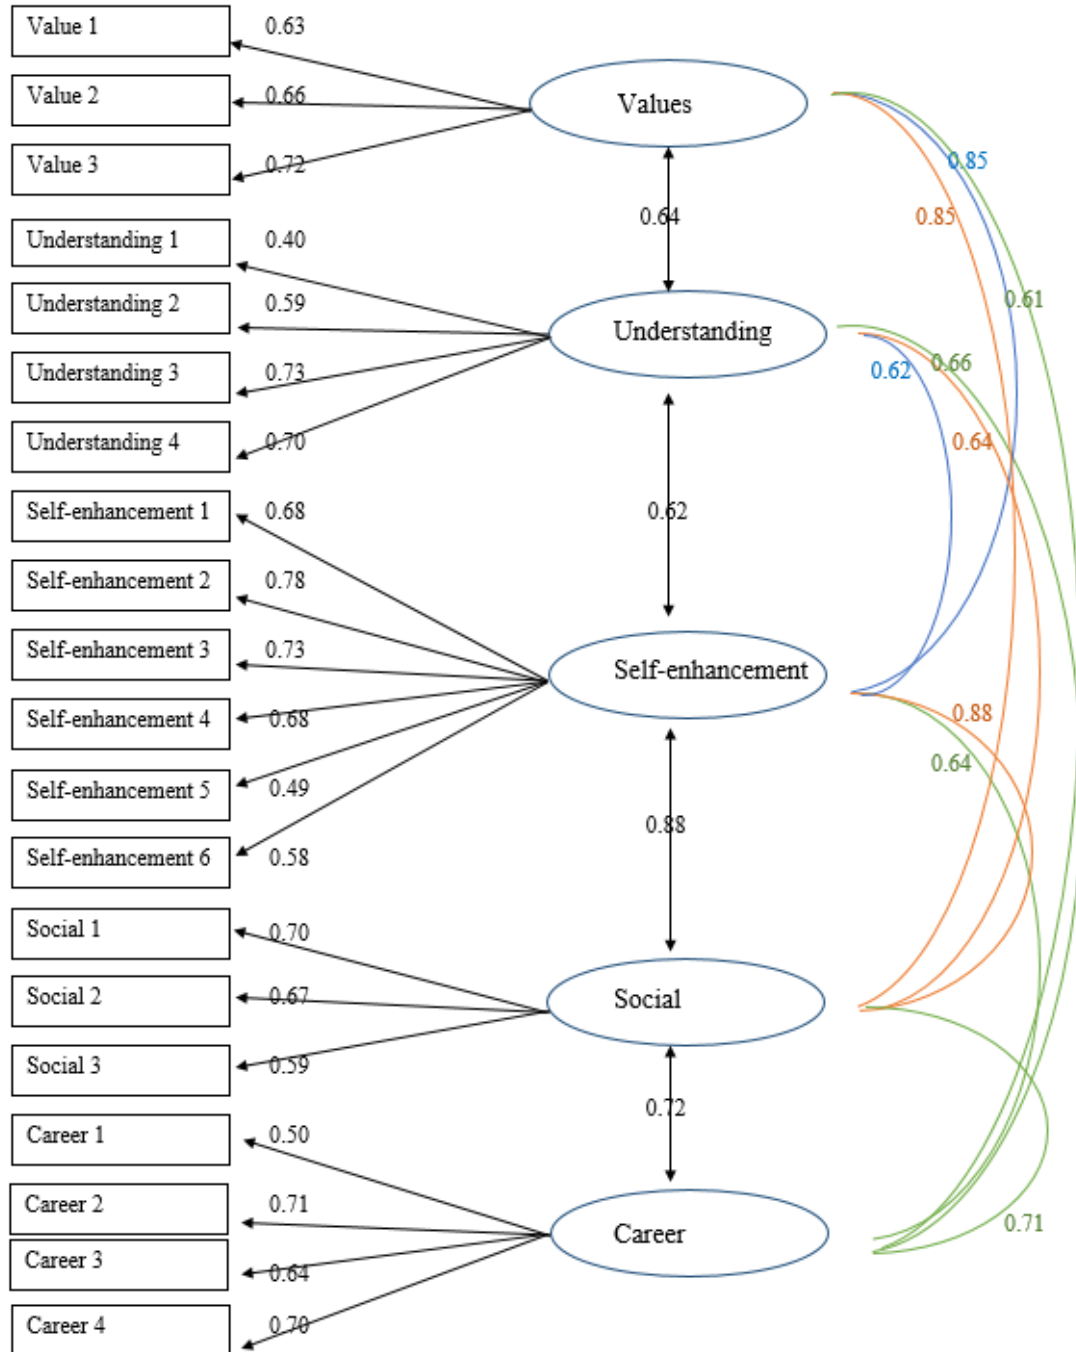 Value 1
0.63
Value 2
0.66
Value 3
0.72
Values
0.85
0.85
0.64
0.61
Understanding 1
0.40
Understanding 2
0.59
Understanding 3
0.73
Understanding 4
0.70
Understanding
0.66
0.62
0.64
0.62
Self-enhancement 1
0.68
Self-enhancement 2
0.78
Self-enhancement 3
0.73
Self-enhancement 4
0.68
Self-enhancement 5
0.49
Self-enhancement 6
0.58
Self-enhancement
0.88
0.64
0.88
Social 1
0.70
Social 2
0.67
Social 3
0.59
Social
0.72
Career 1
0.50
Career 2
0.71
Career 3
0.64
Career 4
0.70
Career
0.71